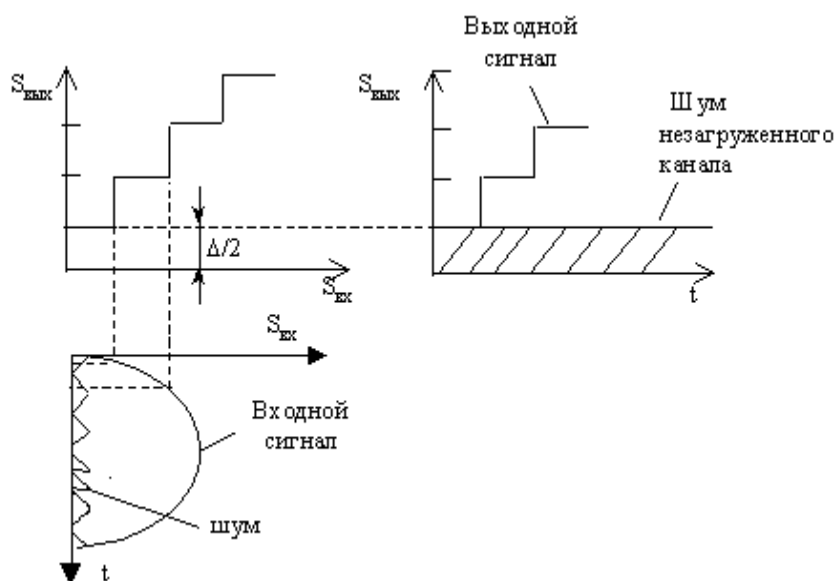 Выходной
сигнал
Sвых
Sвых
Шум
незагруженного
канала
Δ/2
Sвх
t
Sвх
Входной
сигнал
шум
t